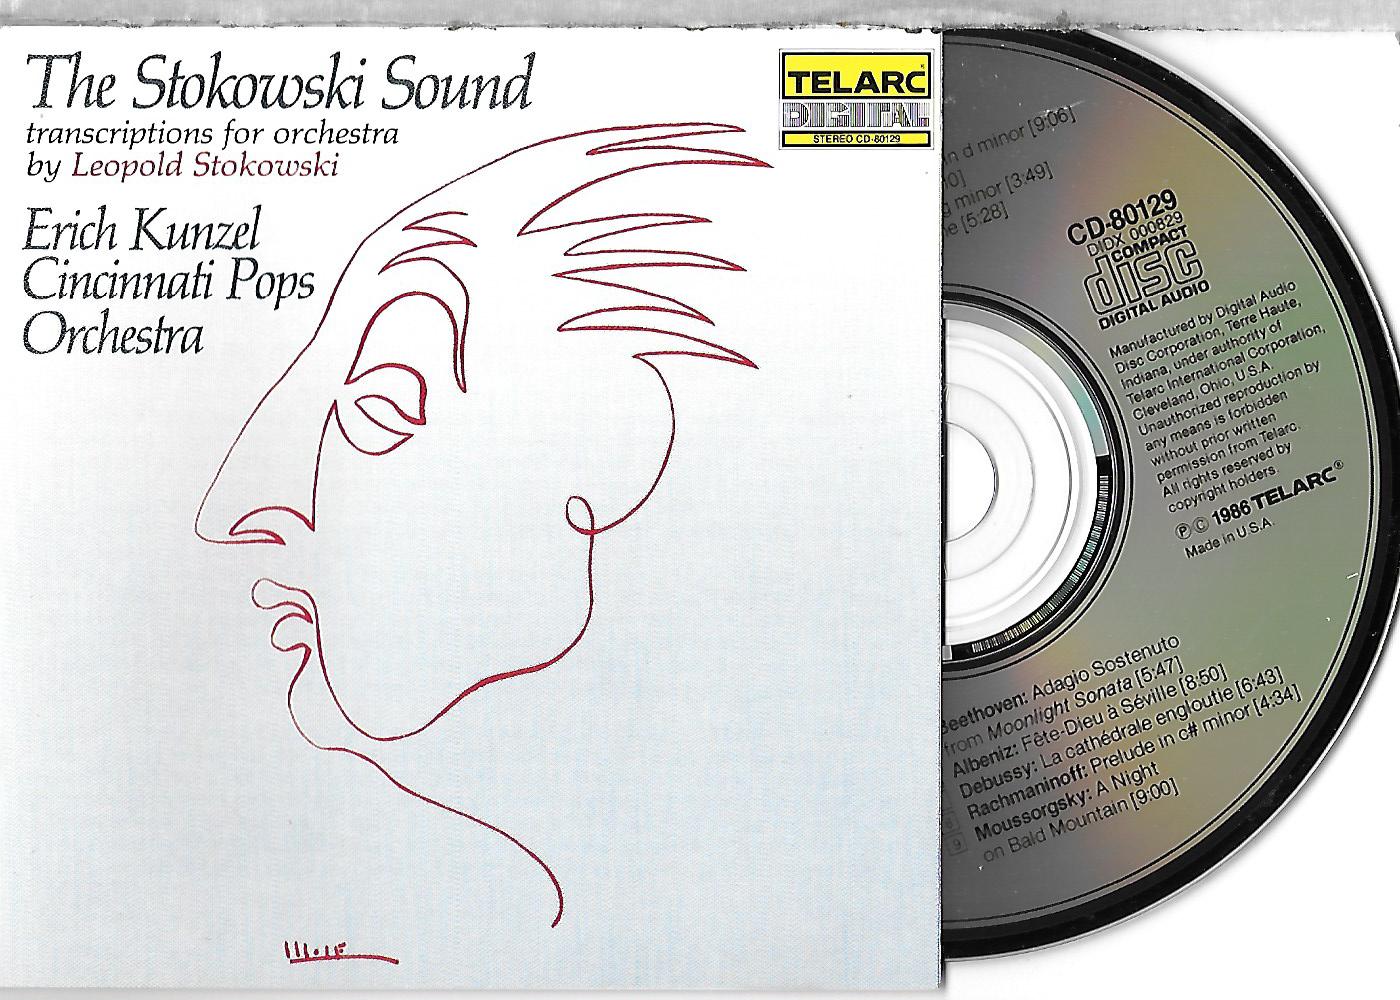 The Stokowski Sound
transcriptions for orchestra
by Leopold Stokowski
Erich Kunzel
Cincinnati Pops
Orchestra
TELARC®
DIGITAL
STEREO CD-80129
in d minor [9:06]
g minor [3:49]
[5:28]
CD-80129
DIDX 000829
COMPACT
disc
DIGITAL AUDIO
Manufactured by Digital Audio
Disc Corporation, Terre Haute,
Indiana, under authority of
Telarc International Corporation,
Cleveland, Ohio, U.S.A.
Unauthorized reproduction by
any means is forbidden
without prior written
permission from Telarc.
All rights reserved by
copyright holders.
℗ © 1986 TELARC®
Made in U.S.A.
Beethoven: Adagio Sostenuto
from Moonlight Sonata [5:47]
Albeniz: Fête-Dieu à Séville [8:50]
Debussy: La cathédrale engloutie [6:43]
Rachmaninoff: Prelude in c# minor [4:34]
Moussorgsky: A Night
9 on Bald Mountain [9:00]